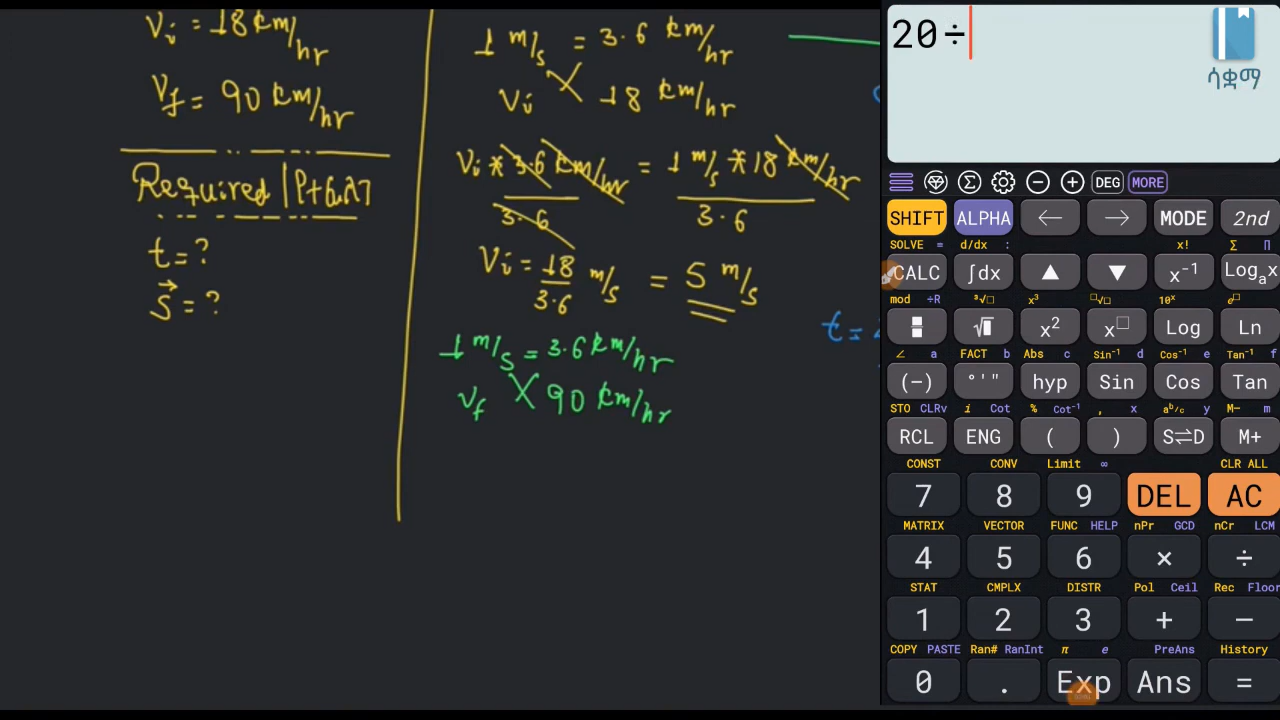 Vi = 18 km/hr
Vf = 90 km/hr
Required |
t = ?
S⃗ = ?
1 m/s = 3.6 km/hr
Vi 18 km/hr
Vi * 3.6 km/hr = 1 m/s * 18 km/hr
3.6 3.6
Vi = 18/3.6 m/s = 5 m/s
1 m/s = 3.6 km/hr
Vf 90 km/hr
t =
20÷
ሳቋማ
DEG MORE
SHIFT ALPHA ← → MODE 2nd
SOLVE = d/dx : x! Σ ∏
CALC ∫dx ▲ ▼ x⁻¹ Logₐx
mod ÷R ³√□ x³ □√□ 10ˣ e□
√ x² x□ Log Ln
∠ a FACT b Abs c Sin⁻¹ d Cos⁻¹ e Tan⁻¹ f
(−) °'" hyp Sin Cos Tan
STO CLRv i Cot % Cot⁻¹ , x aᵇ/c y M− m
RCL ENG ( ) S⇌D M+
CONST CONV Limit ∞ CLR ALL
7 8 9 DEL AC
MATRIX VECTOR FUNC HELP nPr GCD nCr LCM
4 5 6 × ÷
STAT CMPLX DISTR Pol Ceil Rec Floor
1 2 3 + −
COPY PASTE Ran# RanInt π e PreAns History
0 . Exp Ans =